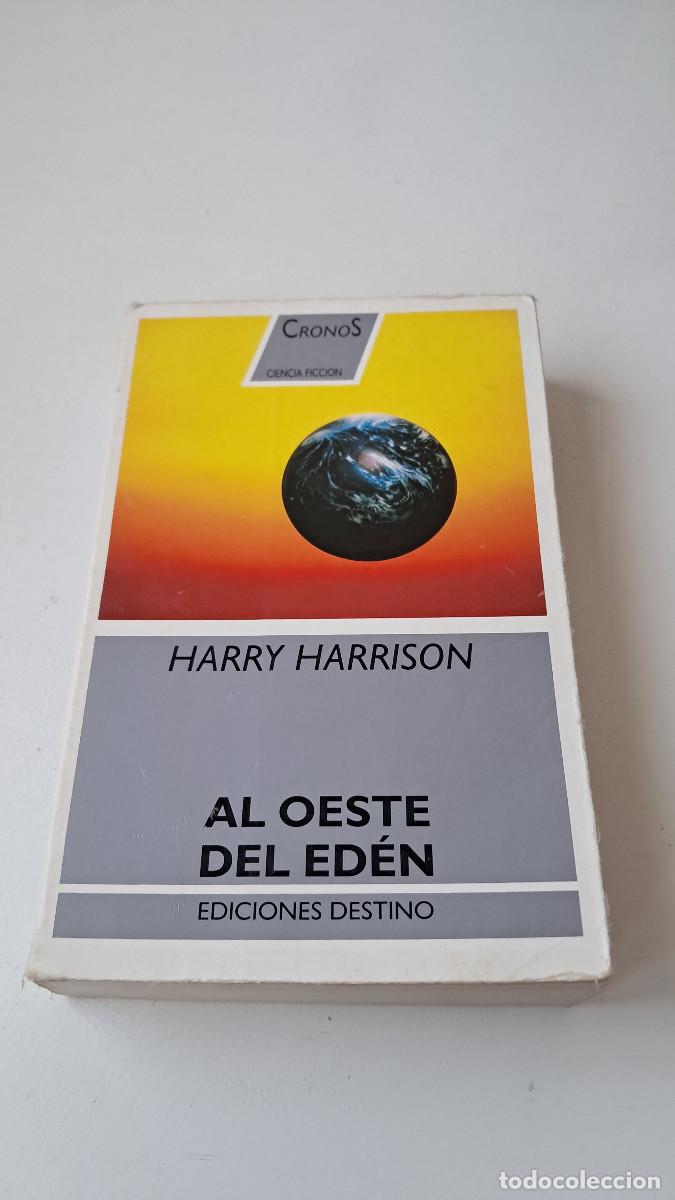 CRONOS
CIENCIA FICCION
HARRY HARRISON
AL OESTE
DEL EDÉN
EDICIONES DESTINO
todocoleccion